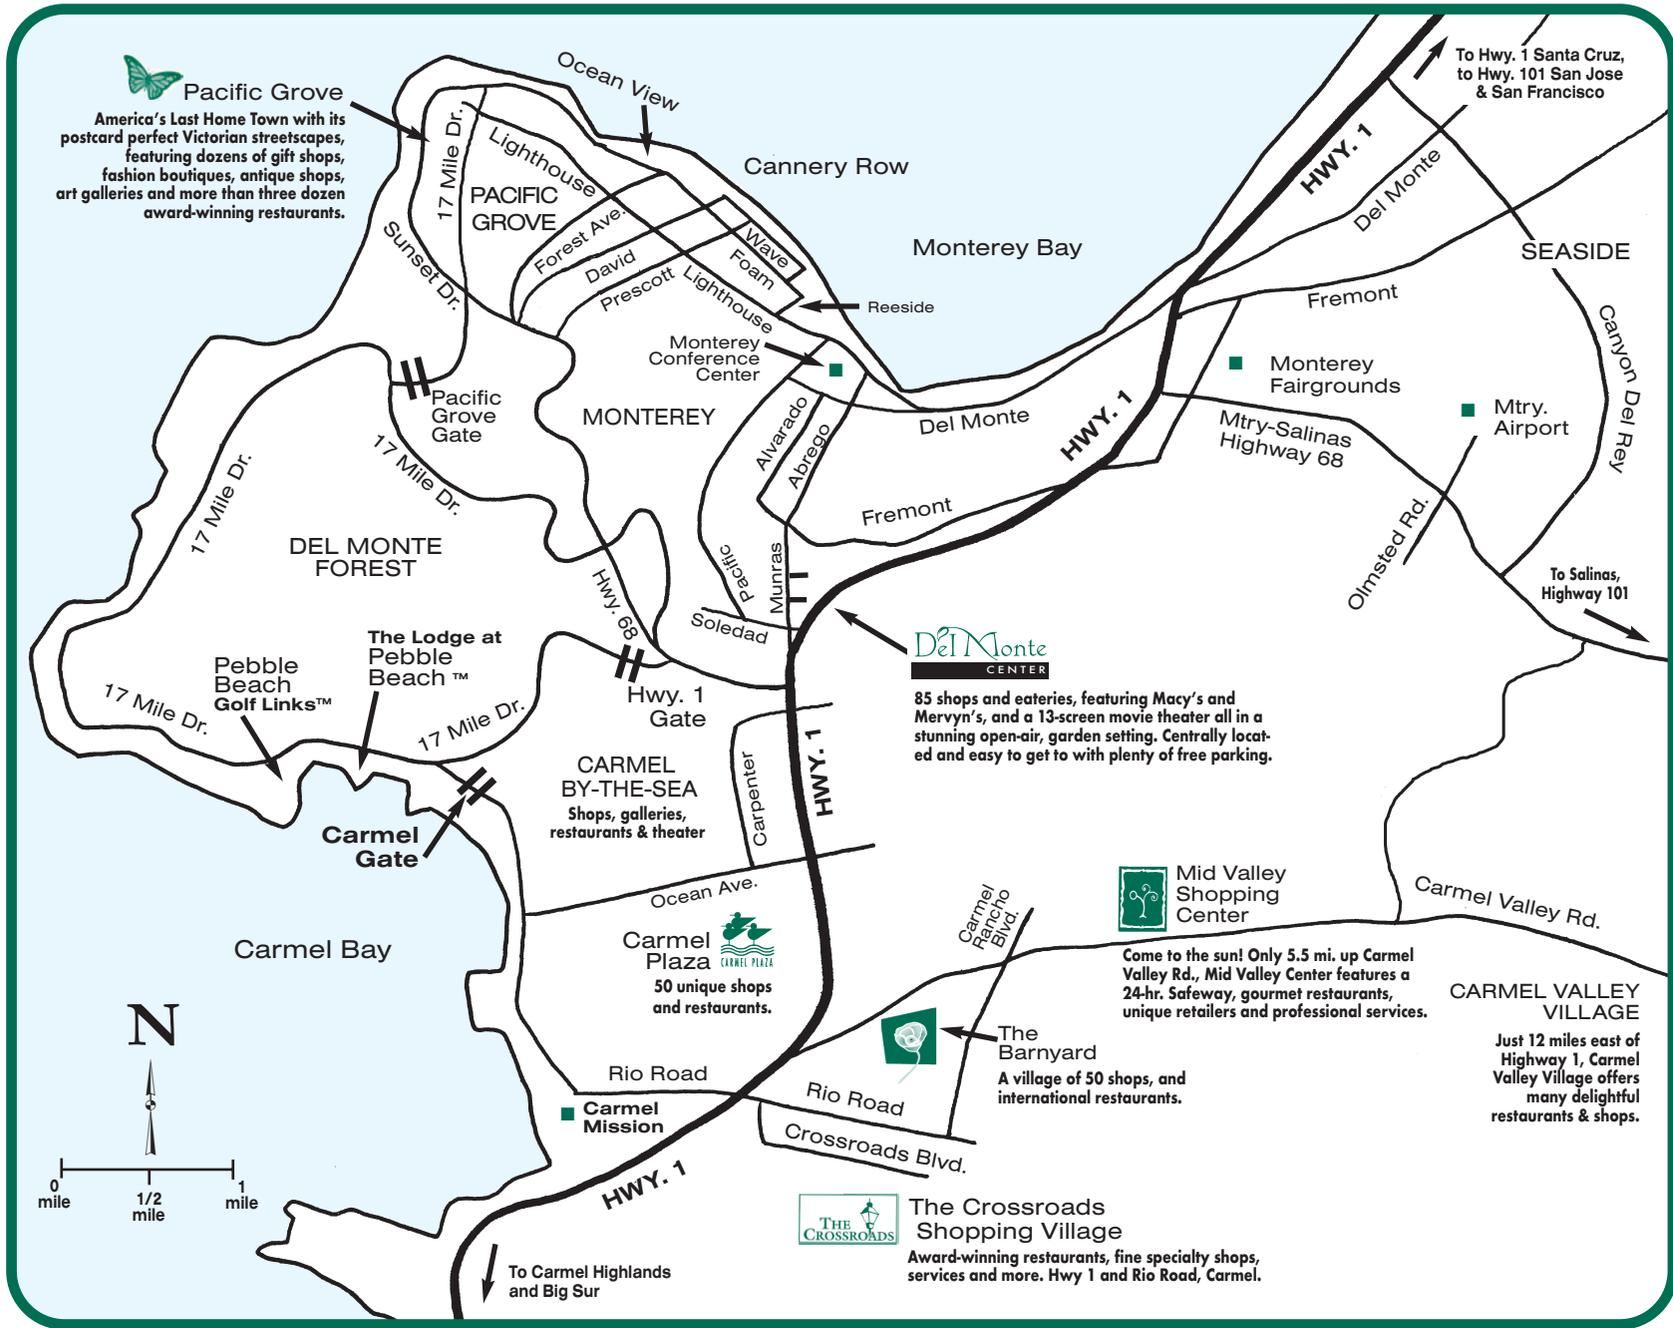 Pacific Grove
America's Last Home Town with its
postcard perfect Victorian streetscapes,
featuring dozens of gift shops,
fashion boutiques, antique shops,
art galleries and more than three dozen
award-winning restaurants.
Ocean View
Cannery Row
Monterey Bay
To Hwy. 1 Santa Cruz,
to Hwy. 101 San Jose
& San Francisco
HWY. 1
Del Monte
SEASIDE
Fremont
Canyon Del Rey
17 Mile Dr.
Lighthouse
PACIFIC
GROVE
Sunset Dr.
Forest Ave.
David
Prescott
Lighthouse
Wave
Foam
Reeside
Monterey
Conference
Center
Monterey
Fairgrounds
Mtry.
Airport
Pacific
Grove
Gate
MONTEREY
Alvarado
Abrego
Del Monte
HWY. 1
Mtry-Salinas
Highway 68
Olmsted Rd.
17 Mile Dr.
17 Mile Dr.
Fremont
DEL MONTE
FOREST
Hwy. 68
Pacific
Munras
Soledad
To Salinas,
Highway 101
Del Monte
CENTER
85 shops and eateries, featuring Macy's and
Mervyn's, and a 13-screen movie theater all in a
stunning open-air, garden setting. Centrally locat-
ed and easy to get to with plenty of free parking.
The Lodge at
Pebble
Beach ™
Pebble
Beach
Golf Links™
17 Mile Dr.
17 Mile Dr.
Hwy. 1
Gate
CARMEL
BY-THE-SEA
Shops, galleries,
restaurants & theater
Carpenter
HWY. 1
Carmel
Gate
Ocean Ave.
Carmel
Plaza
CARMEL PLAZA
50 unique shops
and restaurants.
Carmel Bay
Carmel
Rancho
Blvd.
Mid Valley
Shopping
Center
Come to the sun! Only 5.5 mi. up Carmel
Valley Rd., Mid Valley Center features a
24-hr. Safeway, gourmet restaurants,
unique retailers and professional services.
Carmel Valley Rd.
CARMEL VALLEY
VILLAGE
Just 12 miles east of
Highway 1, Carmel
Valley Village offers
many delightful
restaurants & shops.
The
Barnyard
A village of 50 shops, and
international restaurants.
N
0
mile
1/2
mile
1
mile
Rio Road
Carmel
Mission
Rio Road
Crossroads Blvd.
HWY. 1
THE
CROSSROADS
The Crossroads
Shopping Village
Award-winning restaurants, fine specialty shops,
services and more. Hwy 1 and Rio Road, Carmel.
To Carmel Highlands
and Big Sur